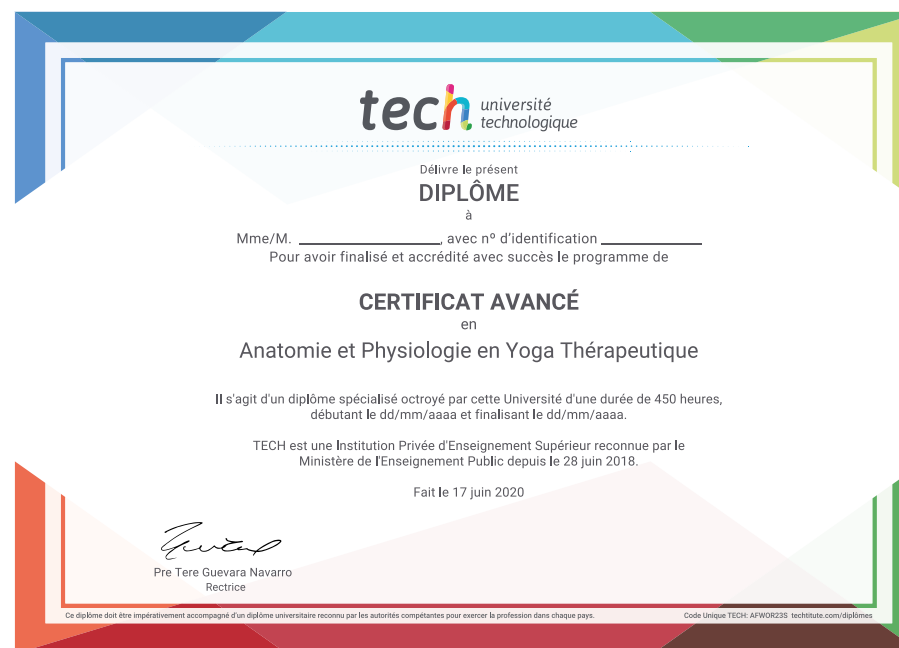 tech université
technologique
Délivre le présent
DIPLÔME
à
Mme/M. ____________________, avec nº d'identification ______________
Pour avoir finalisé et accrédité avec succès le programme de
CERTIFICAT AVANCÉ
en
Anatomie et Physiologie en Yoga Thérapeutique
Il s'agit d'un diplôme spécialisé octroyé par cette Université d'une durée de 450 heures,
débutant le dd/mm/aaaa et finalisant le dd/mm/aaaa.
TECH est une Institution Privée d'Enseignement Supérieur reconnue par le
Ministère de l'Enseignement Public depuis le 28 juin 2018.
Fait le 17 juin 2020
Pre Tere Guevara Navarro
Rectrice
Ce diplôme doit être impérativement accompagné d'un diplôme universitaire reconnu par les autorités compétentes pour exercer la profession dans chaque pays.
Code Unique TECH: AFWOR23S techtitute.com/diplômes